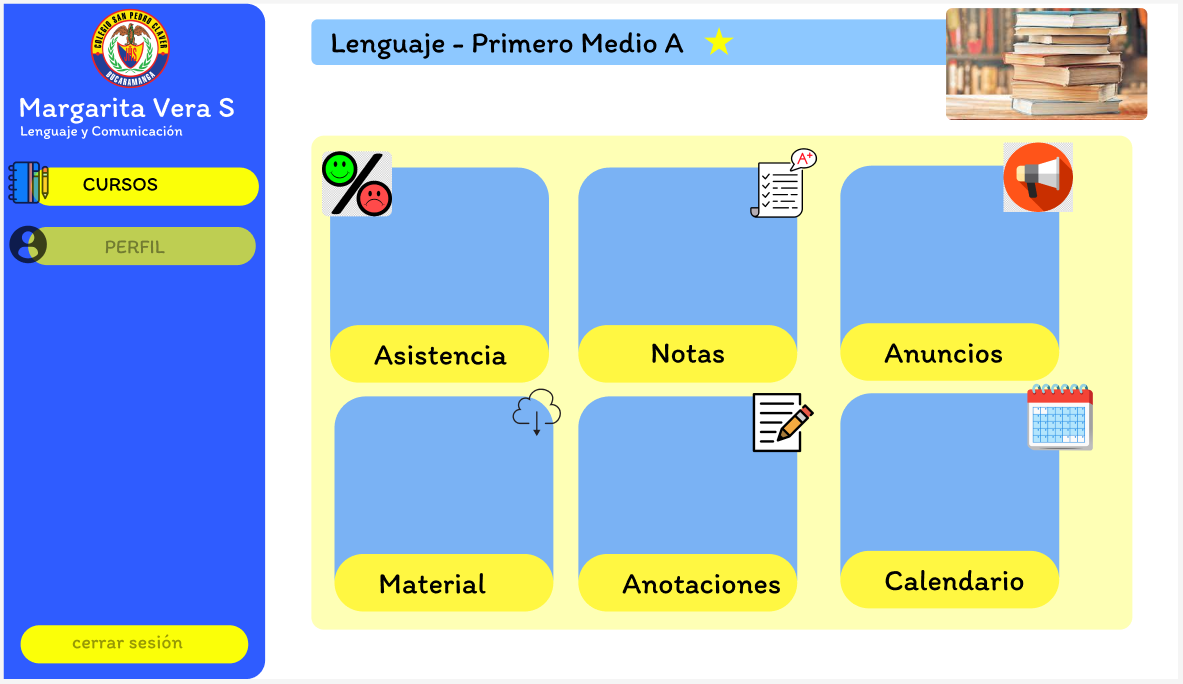 COLEGIO SAN PEDRO CLAVER
BUCARAMANGA
Margarita Vera S
Lenguaje y Comunicación
CURSOS
PERFIL
cerrar sesión
Lenguaje - Primero Medio A
A+
Asistencia
Notas
Anuncios
Material
Anotaciones
Calendario